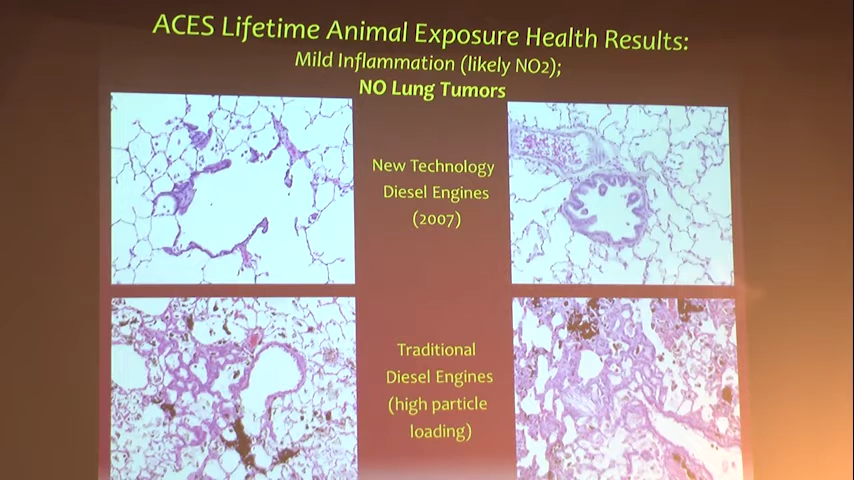 ACES Lifetime Animal Exposure Health Results:
Mild Inflammation (likely NO2);
NO Lung Tumors
New Technology
Diesel Engines
(2007)
Traditional
Diesel Engines
(high particle
loading)